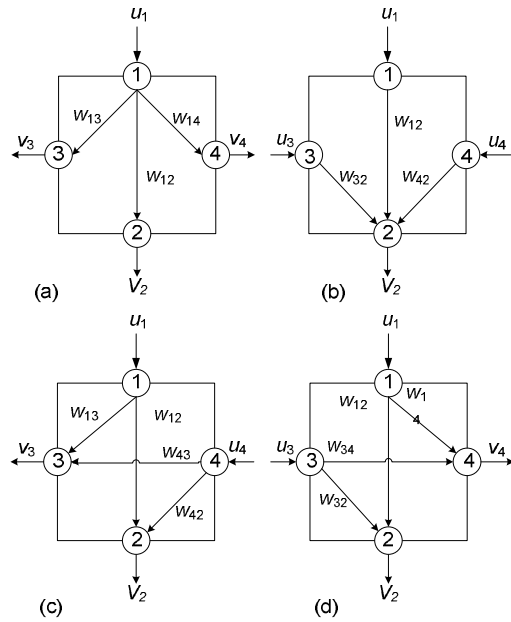 u1 u1
1 1
w13 w14 w12
v3 v4 u3 u4
3 4 3 4
w12 w32 w42
2 2
(a) V2 (b) V2
u1 u1
1 1
w13 w12 w12 w1
4
v3 w43 u4 u3 w34 v4
3 4 3 4
w42 w32
2 2
(c) V2 (d) V2